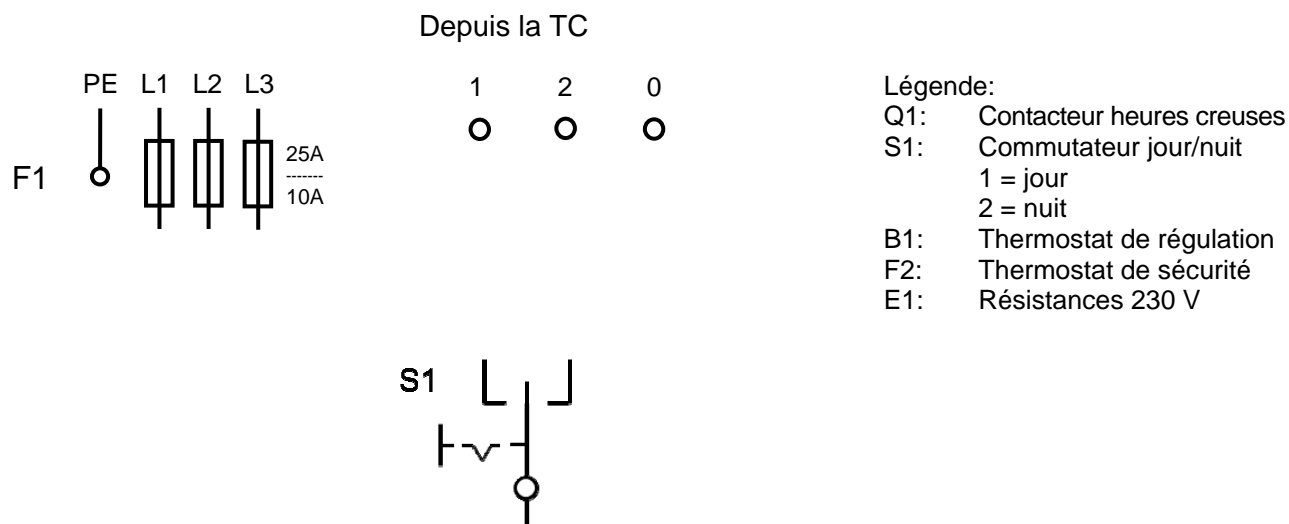 Depuis la TC
PE L1 L2 L3
1 2 0
F1
25A
-------
10A
Légende:
Q1: Contacteur heures creuses
S1: Commutateur jour/nuit
1 = jour
2 = nuit
B1: Thermostat de régulation
F2: Thermostat de sécurité
E1: Résistances 230 V
S1